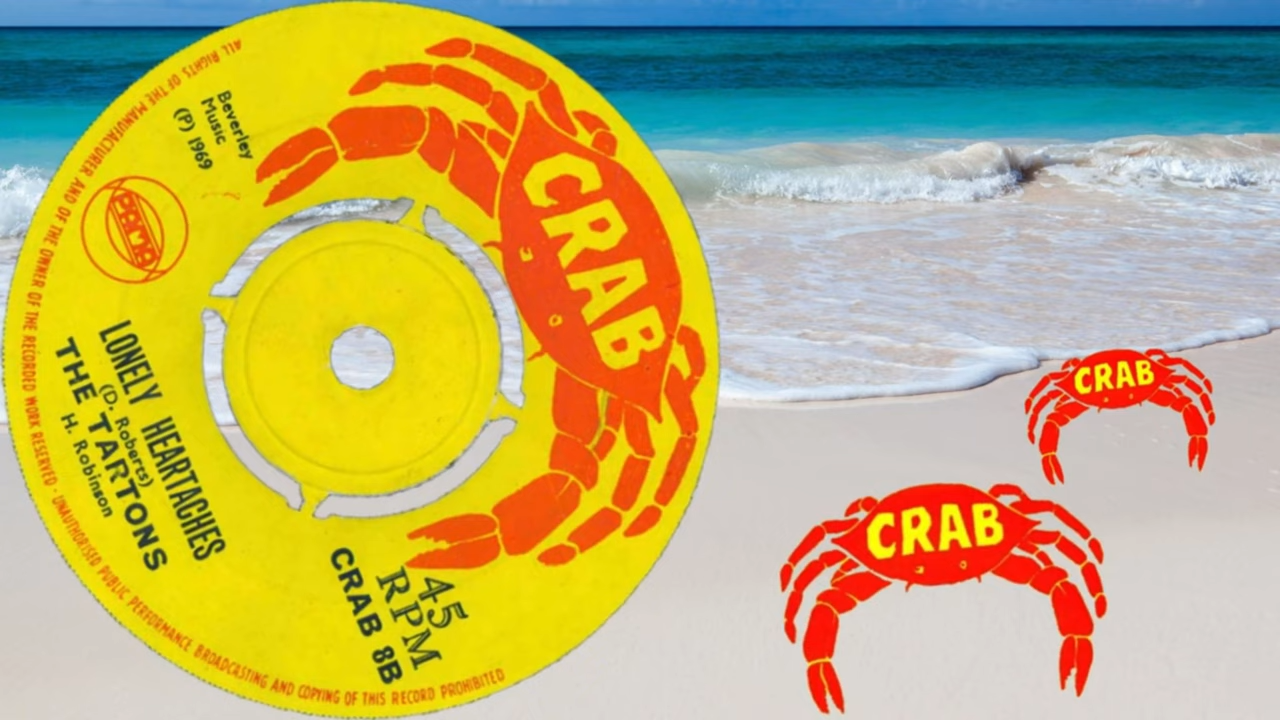 CRAB
ALL RIGHTS OF THE MANUFACTURER AND OF THE OWNER OF THE RECORDED WORK RESERVED · UNAUTHORISED PUBLIC PERFORMANCE BROADCASTING AND COPYING OF THIS RECORD PROHIBITED
Beverley
Music
(P) 1969
PAMA
45
RPM
CRAB 8B
LONELY HEARTACHES
(D. Roberts)
THE TARTONS
H. Robinson
CRAB
CRAB